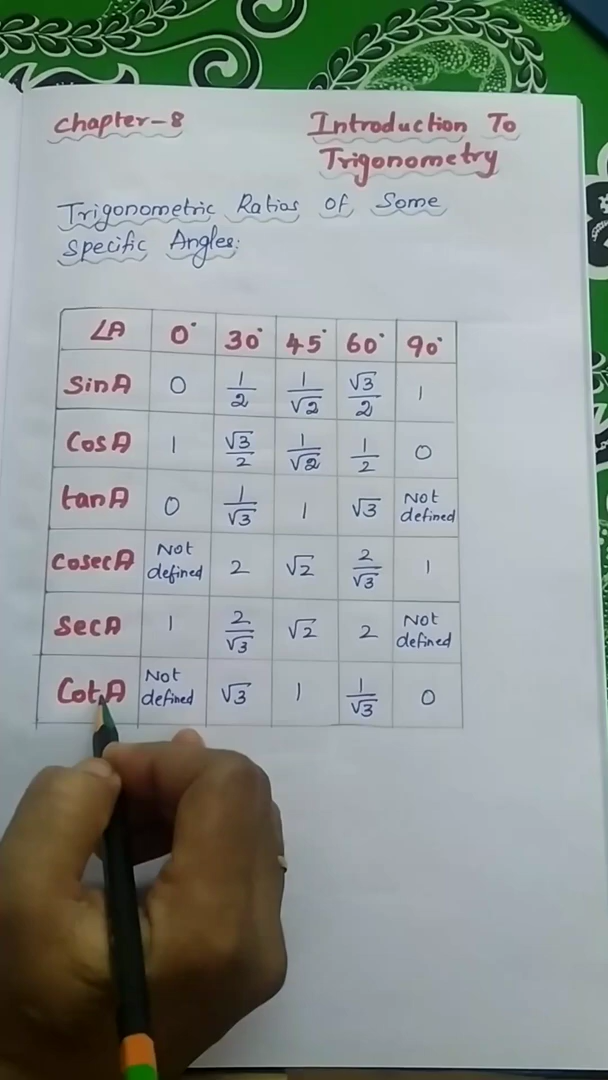 Chapter-8
Introduction To
Trigonometry
Trigonometric Ratios Of Some
Specific Angles:
∠A 0° 30° 45° 60° 90°
SinA 0 1/2 1/√2 √3/2 1
CosA 1 √3/2 1/√2 1/2 0
tanA 0 1/√3 1 √3 Not defined
CosecA Not defined 2 √2 2/√3 1
SecA 1 2/√3 √2 2 Not defined
CotA Not defined √3 1 1/√3 0